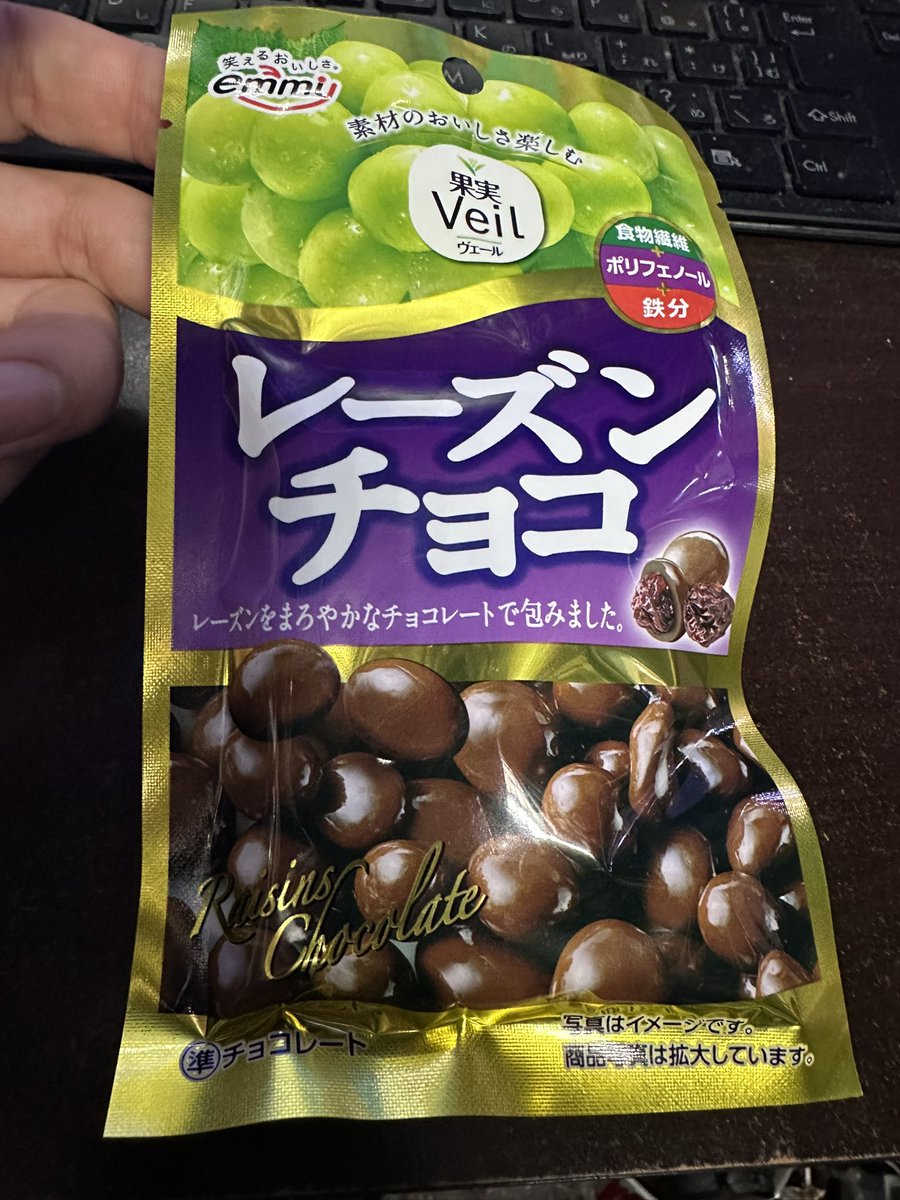 笑えるおいしさ。
emmy
素材のおいしさ楽しむ
果実
Veil
ヴェール
食物繊維
+
ポリフェノール
+
鉄分
レーズン
チョコ
レーズンをまろやかなチョコレートで包みました。
Raisins
Chocolate
準チョコレート
写真はイメージです。
商品写真は拡大しています。
Enter
Shift
Ctrl